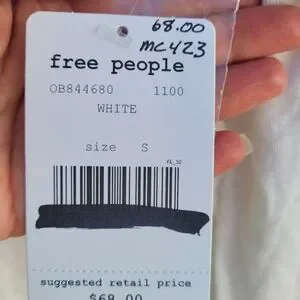 68.00
MC423
free people
OB844680 1100
WHITE
size S
FL_32
suggested retail price
$68.00